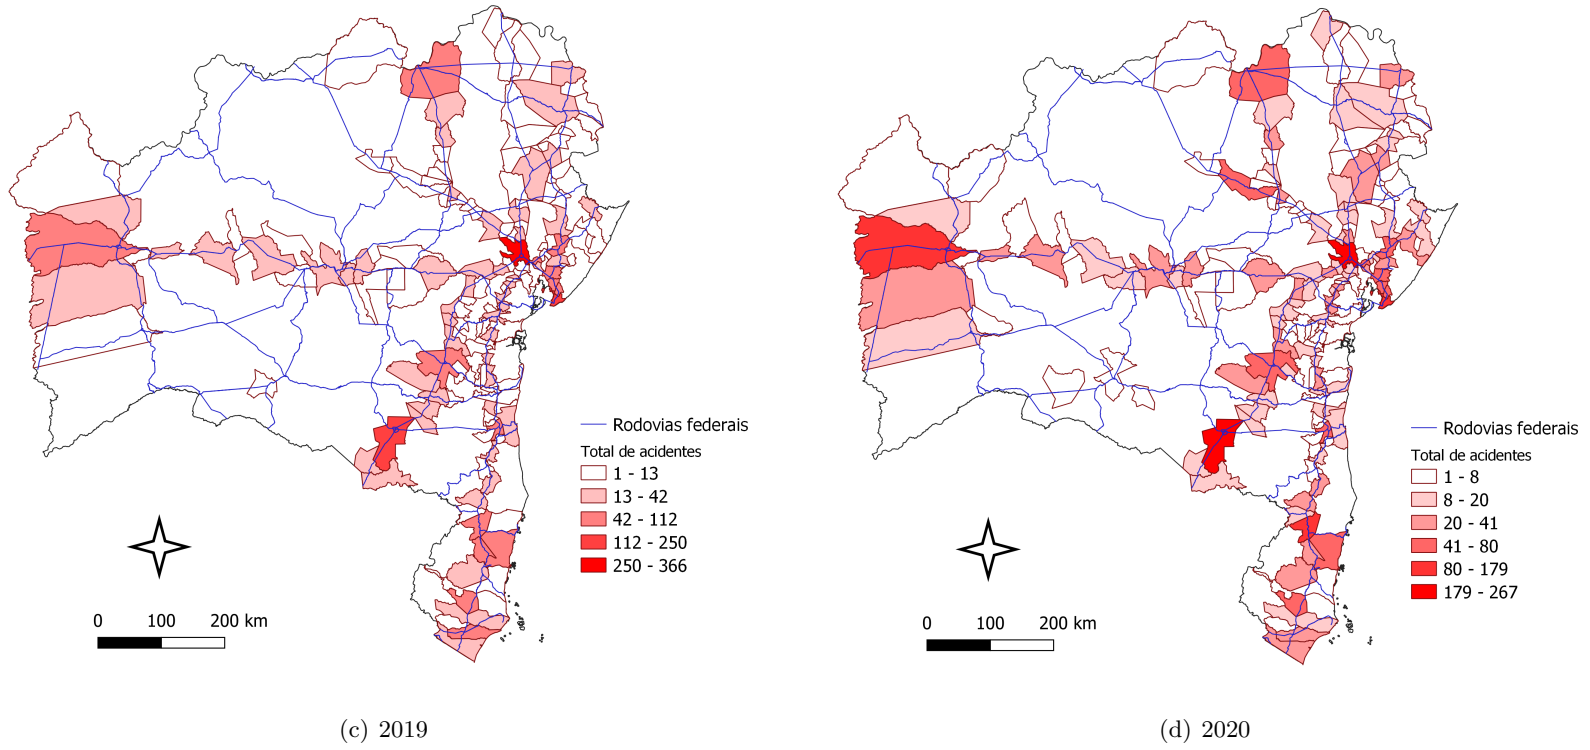 Rodovias federais
Total de acidentes
1 - 13
13 - 42
42 - 112
112 - 250
250 - 366
0 100 200 km
(c) 2019
Rodovias federais
Total de acidentes
1 - 8
8 - 20
20 - 41
41 - 80
80 - 179
179 - 267
0 100 200 km
(d) 2020